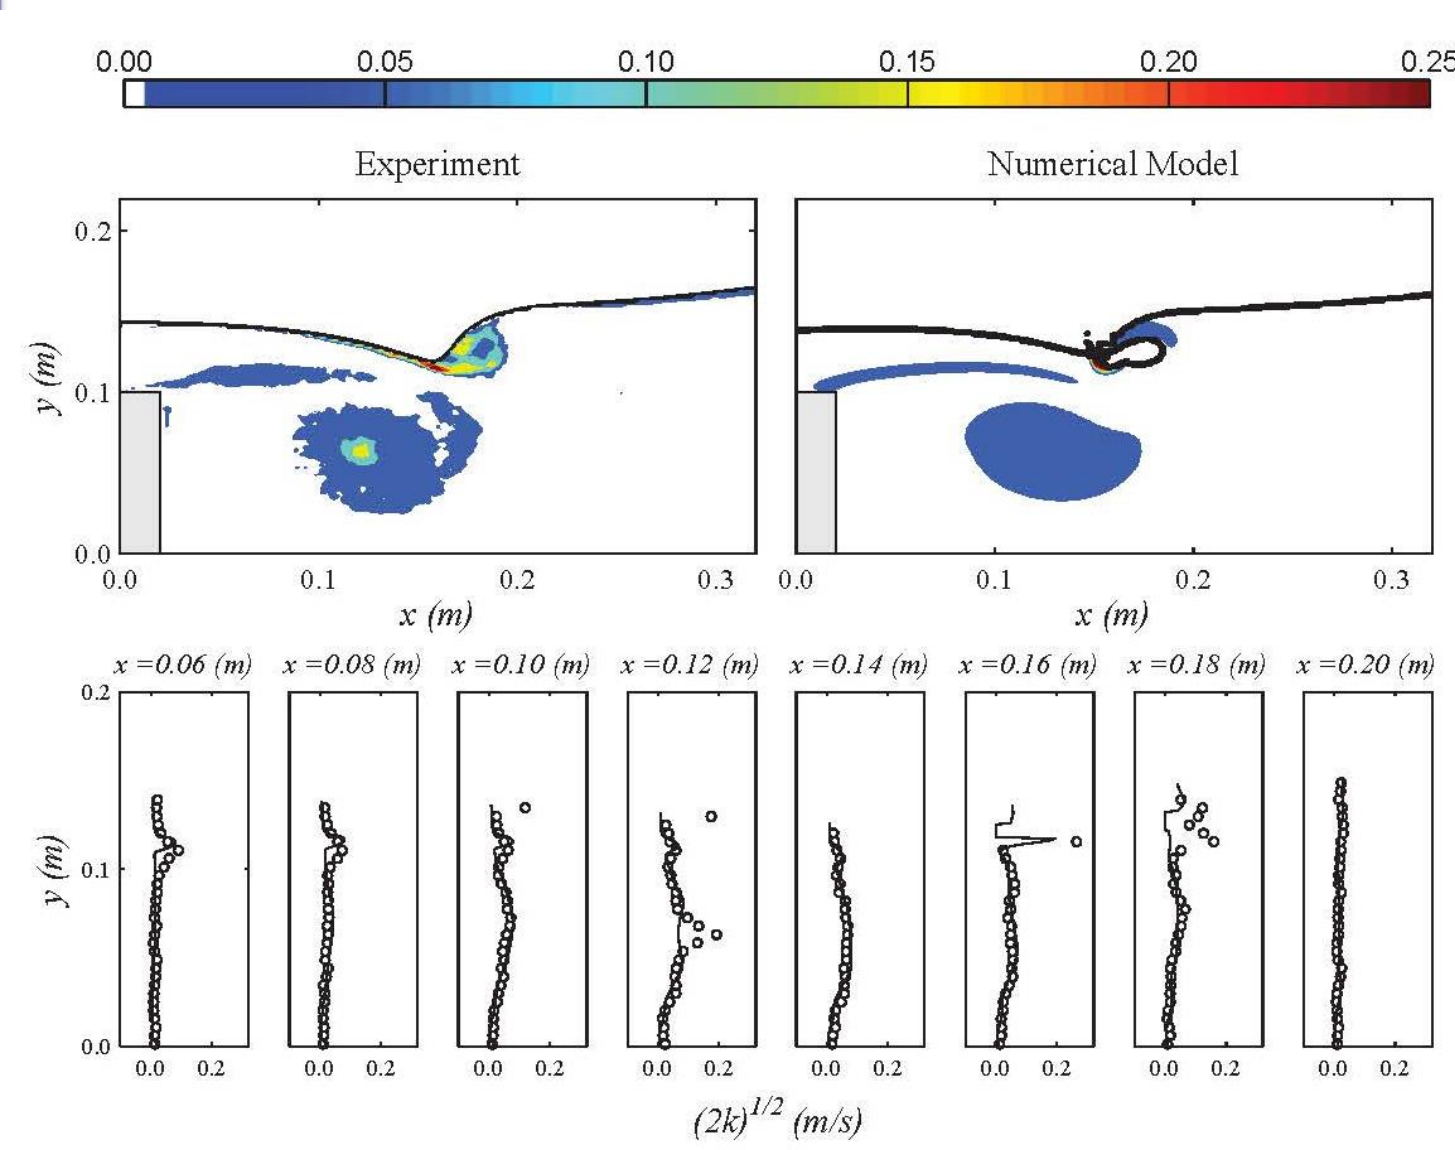 0.00 0.05 0.10 0.15 0.20 0.25
Experiment Numerical Model
0.2
0.1
0.0
y (m)
0.0 0.1 0.2 0.3 0.0 0.1 0.2 0.3
x (m) x (m)
x =0.06 (m) x =0.08 (m) x =0.10 (m) x =0.12 (m) x =0.14 (m) x =0.16 (m) x =0.18 (m) x =0.20 (m)
0.2
0.1
0.0
y (m)
0.0 0.2 0.0 0.2 0.0 0.2 0.0 0.2 0.0 0.2 0.0 0.2 0.0 0.2 0.0 0.2
(2k)^1/2 (m/s)